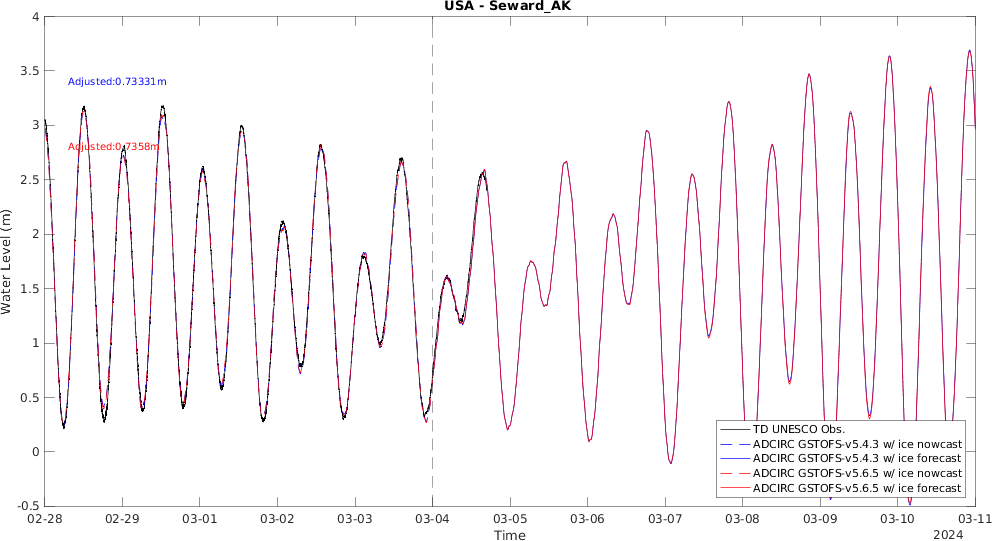 USA - Seward_AK
4
3.5
3
2.5
2
1.5
1
0.5
0
-0.5
Water Level (m)
Adjusted:0.73331m
Adjusted:0.7358m
TD UNESCO Obs.
ADCIRC GSTOFS-v5.4.3 w/ ice nowcast
ADCIRC GSTOFS-v5.4.3 w/ ice forecast
ADCIRC GSTOFS-v5.6.5 w/ ice nowcast
ADCIRC GSTOFS-v5.6.5 w/ ice forecast
02-28 02-29 03-01 03-02 03-03 03-04 03-05 03-06 03-07 03-08 03-09 03-10 03-11
Time
2024